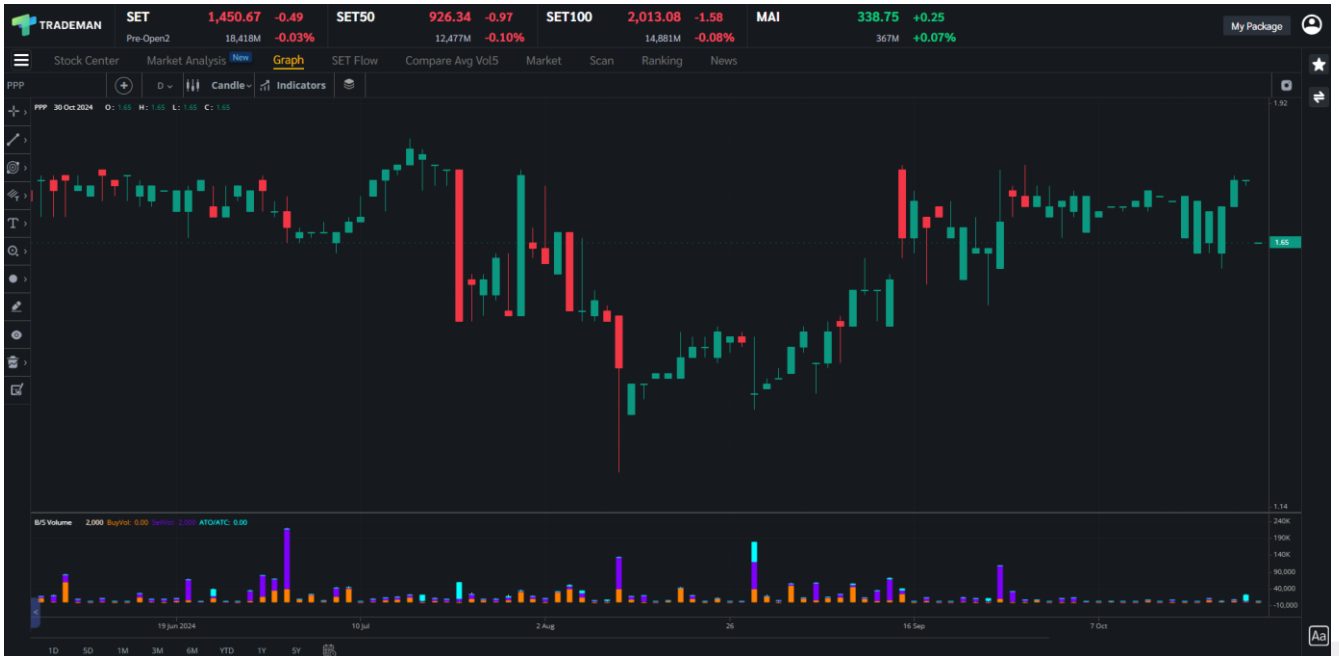 TRADEMAN SET 1,450.67 -0.49 SET50 926.34 -0.97 SET100 2,013.08 -1.58 MAI 338.75 +0.25 My Package
Pre-Open2 18,418M -0.03% 12,477M -0.10% 14,881M -0.08% 367M +0.07%
Stock Center Market Analysis New Graph SET Flow Compare Avg Vol5 Market Scan Ranking News
PPP D Candle Indicators
PPP 30 Oct 2024 O: 1.65 H: 1.65 L: 1.65 C: 1.65
1.92
T
1.65
1.14
B/S Volume 2,000 BuyVol: 0.00 SellVol: 2,000 ATO/ATC: 0.00
240K
190K
140K
90,000
40,000
-10,000
19 Jun 2024 10 Jul 2 Aug 26 16 Sep 7 Oct
Aa
1D 5D 1M 3M 6M YTD 1Y 5Y